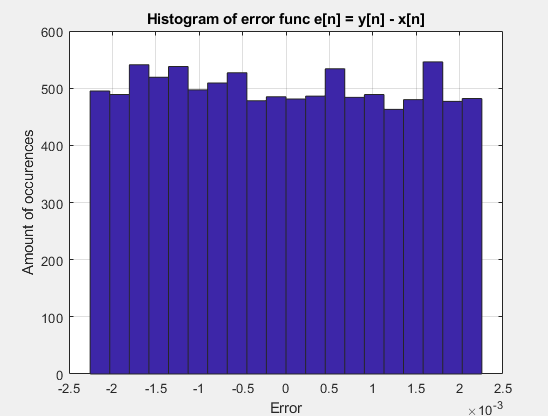 Histogram of error func e[n] = y[n] - x[n]
600
500
400
300
200
100
0
Amount of occurences
-2.5 -2 -1.5 -1 -0.5 0 0.5 1 1.5 2 2.5
× 10^-3
Error